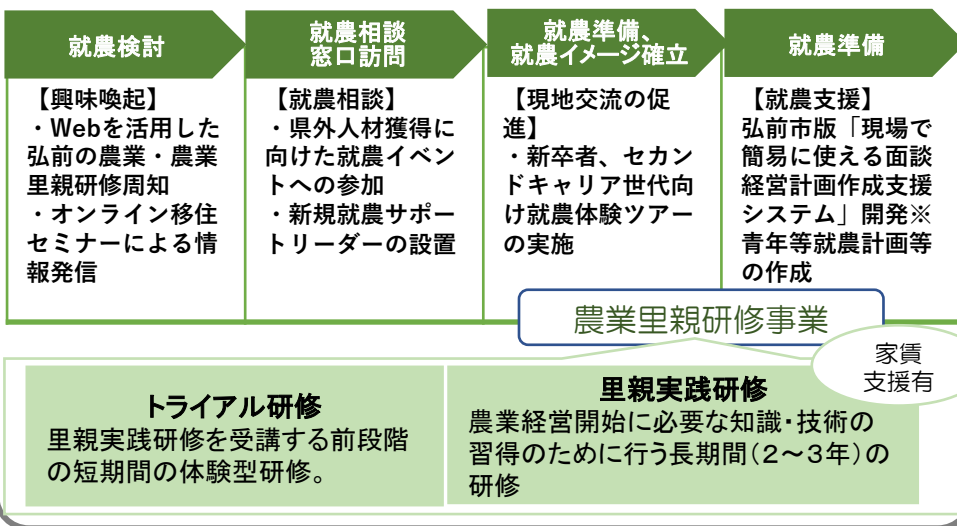 就農検討
【興味喚起】
・Webを活用した
弘前の農業・農業
里親研修周知
・オンライン移住
セミナーによる情
報発信
就農相談
窓口訪問
【就農相談】
・県外人材獲得に
向けた就農イベン
トへの参加
・新規就農サポー
トリーダーの設置
就農準備、
就農イメージ確立
【現地交流の促
進】
・新卒者、セカン
ドキャリア世代向
け就農体験ツアー
の実施
就農準備
【就農支援】
弘前市版「現場で
簡易に使える面談
経営計画作成支援
システム」開発※
青年等就農計画等
の作成
農業里親研修事業
家賃
支援有
トライアル研修
里親実践研修を受講する前段階
の短期間の体験型研修。
里親実践研修
農業経営開始に必要な知識・技術の
習得のために行う長期間(2～3年)の
研修